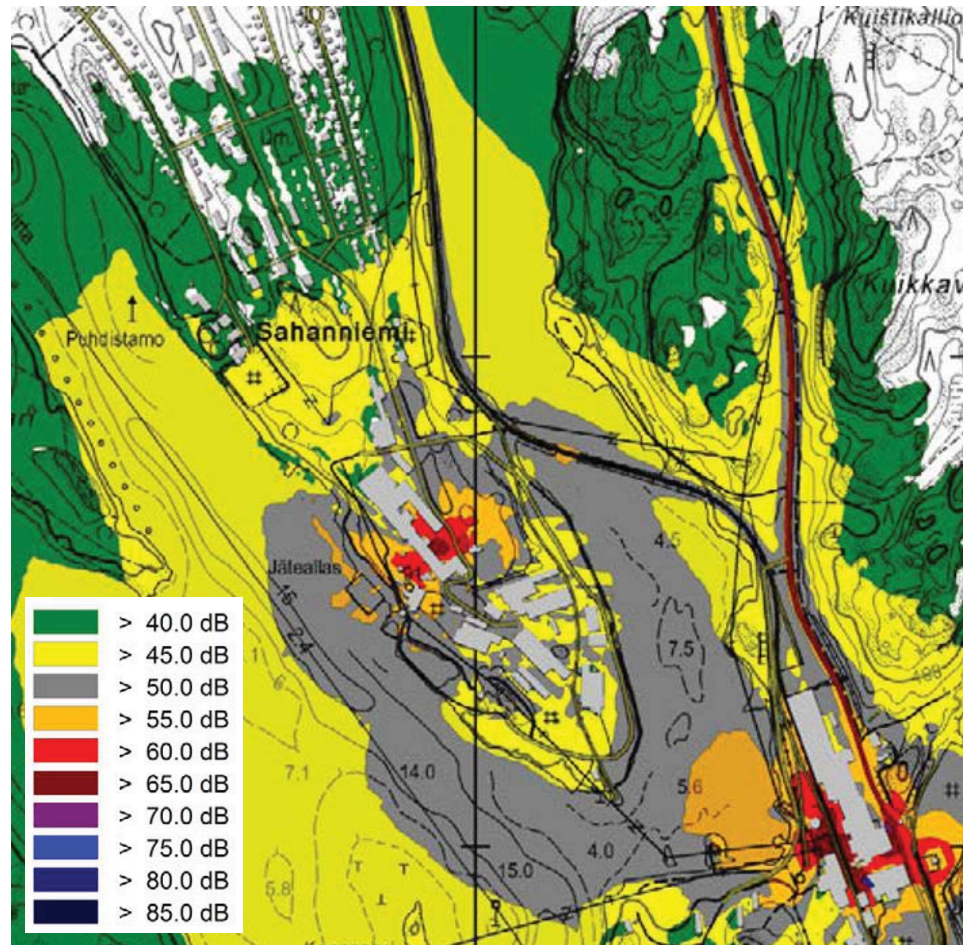 Kuistikallio
Puhdistamo
Sahanniemi
4.5
Jäteallas
7.5
15
2.4
7.1
14.0
5.6
4.0
15.0
5.8
> 40.0 dB
> 45.0 dB
> 50.0 dB
> 55.0 dB
> 60.0 dB
> 65.0 dB
> 70.0 dB
> 75.0 dB
> 80.0 dB
> 85.0 dB